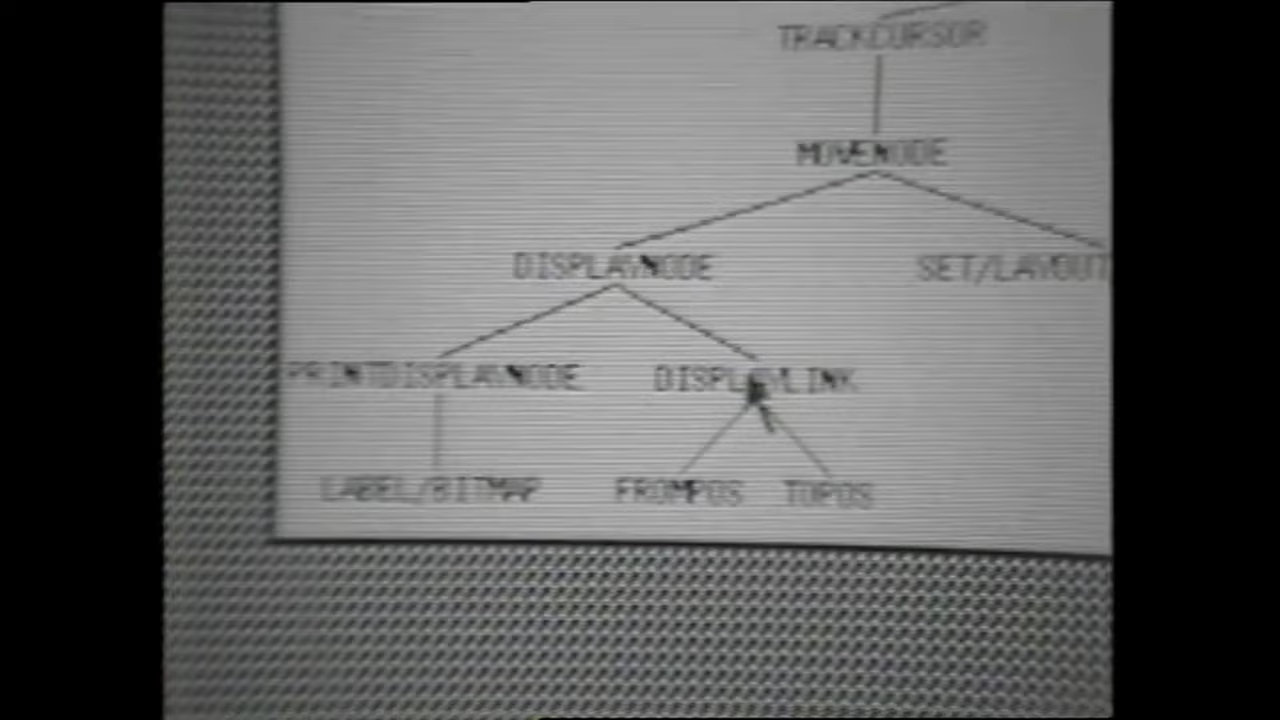 TRACKCURSOR
MOVENODE
DISPLAYNODE SET/LAYOUT
PRINTDISPLAYNODE DISPLAYLINK
LABEL/BITMAP FROMPOS TOPOS